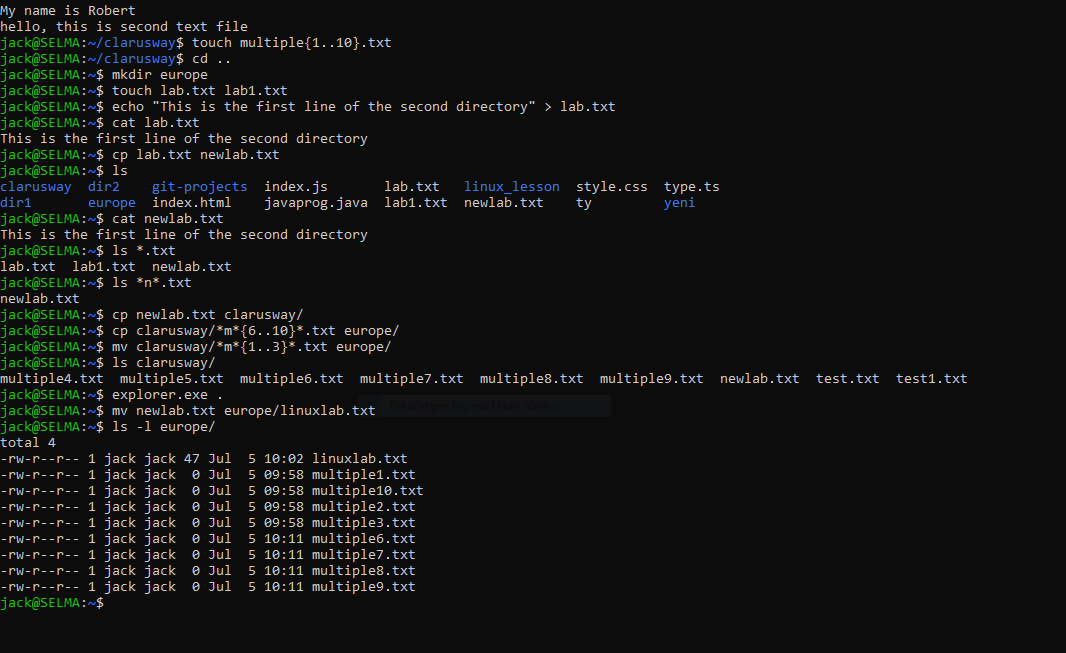 My name is Robert
hello, this is second text file
jack@SELMA:~/clarusway$ touch multiple{1..10}.txt
jack@SELMA:~/clarusway$ cd ..
jack@SELMA:~$ mkdir europe
jack@SELMA:~$ touch lab.txt lab1.txt
jack@SELMA:~$ echo "This is the first line of the second directory" > lab.txt
jack@SELMA:~$ cat lab.txt
This is the first line of the second directory
jack@SELMA:~$ cp lab.txt newlab.txt
jack@SELMA:~$ ls
clarusway  dir2    git-projects  index.js       lab.txt   linux_lesson  style.css  type.ts
dir1       europe  index.html    javaprog.java  lab1.txt  newlab.txt    ty         yeni
jack@SELMA:~$ cat newlab.txt
This is the first line of the second directory
jack@SELMA:~$ ls *.txt
lab.txt  lab1.txt  newlab.txt
jack@SELMA:~$ ls *n*.txt
newlab.txt
jack@SELMA:~$ cp newlab.txt clarusway/
jack@SELMA:~$ cp clarusway/*m*{6..10}*.txt europe/
jack@SELMA:~$ mv clarusway/*m*{1..3}*.txt europe/
jack@SELMA:~$ ls clarusway/
multiple4.txt  multiple5.txt  multiple6.txt  multiple7.txt  multiple8.txt  multiple9.txt  newlab.txt  test.txt  test1.txt
jack@SELMA:~$ explorer.exe .
jack@SELMA:~$ mv newlab.txt europe/linuxlab.txt
jack@SELMA:~$ ls -l europe/
total 4
-rw-r--r-- 1 jack jack 47 Jul  5 10:02 linuxlab.txt
-rw-r--r-- 1 jack jack  0 Jul  5 09:58 multiple1.txt
-rw-r--r-- 1 jack jack  0 Jul  5 09:58 multiple10.txt
-rw-r--r-- 1 jack jack  0 Jul  5 09:58 multiple2.txt
-rw-r--r-- 1 jack jack  0 Jul  5 09:58 multiple3.txt
-rw-r--r-- 1 jack jack  0 Jul  5 10:11 multiple6.txt
-rw-r--r-- 1 jack jack  0 Jul  5 10:11 multiple7.txt
-rw-r--r-- 1 jack jack  0 Jul  5 10:11 multiple8.txt
-rw-r--r-- 1 jack jack  0 Jul  5 10:11 multiple9.txt
jack@SELMA:~$